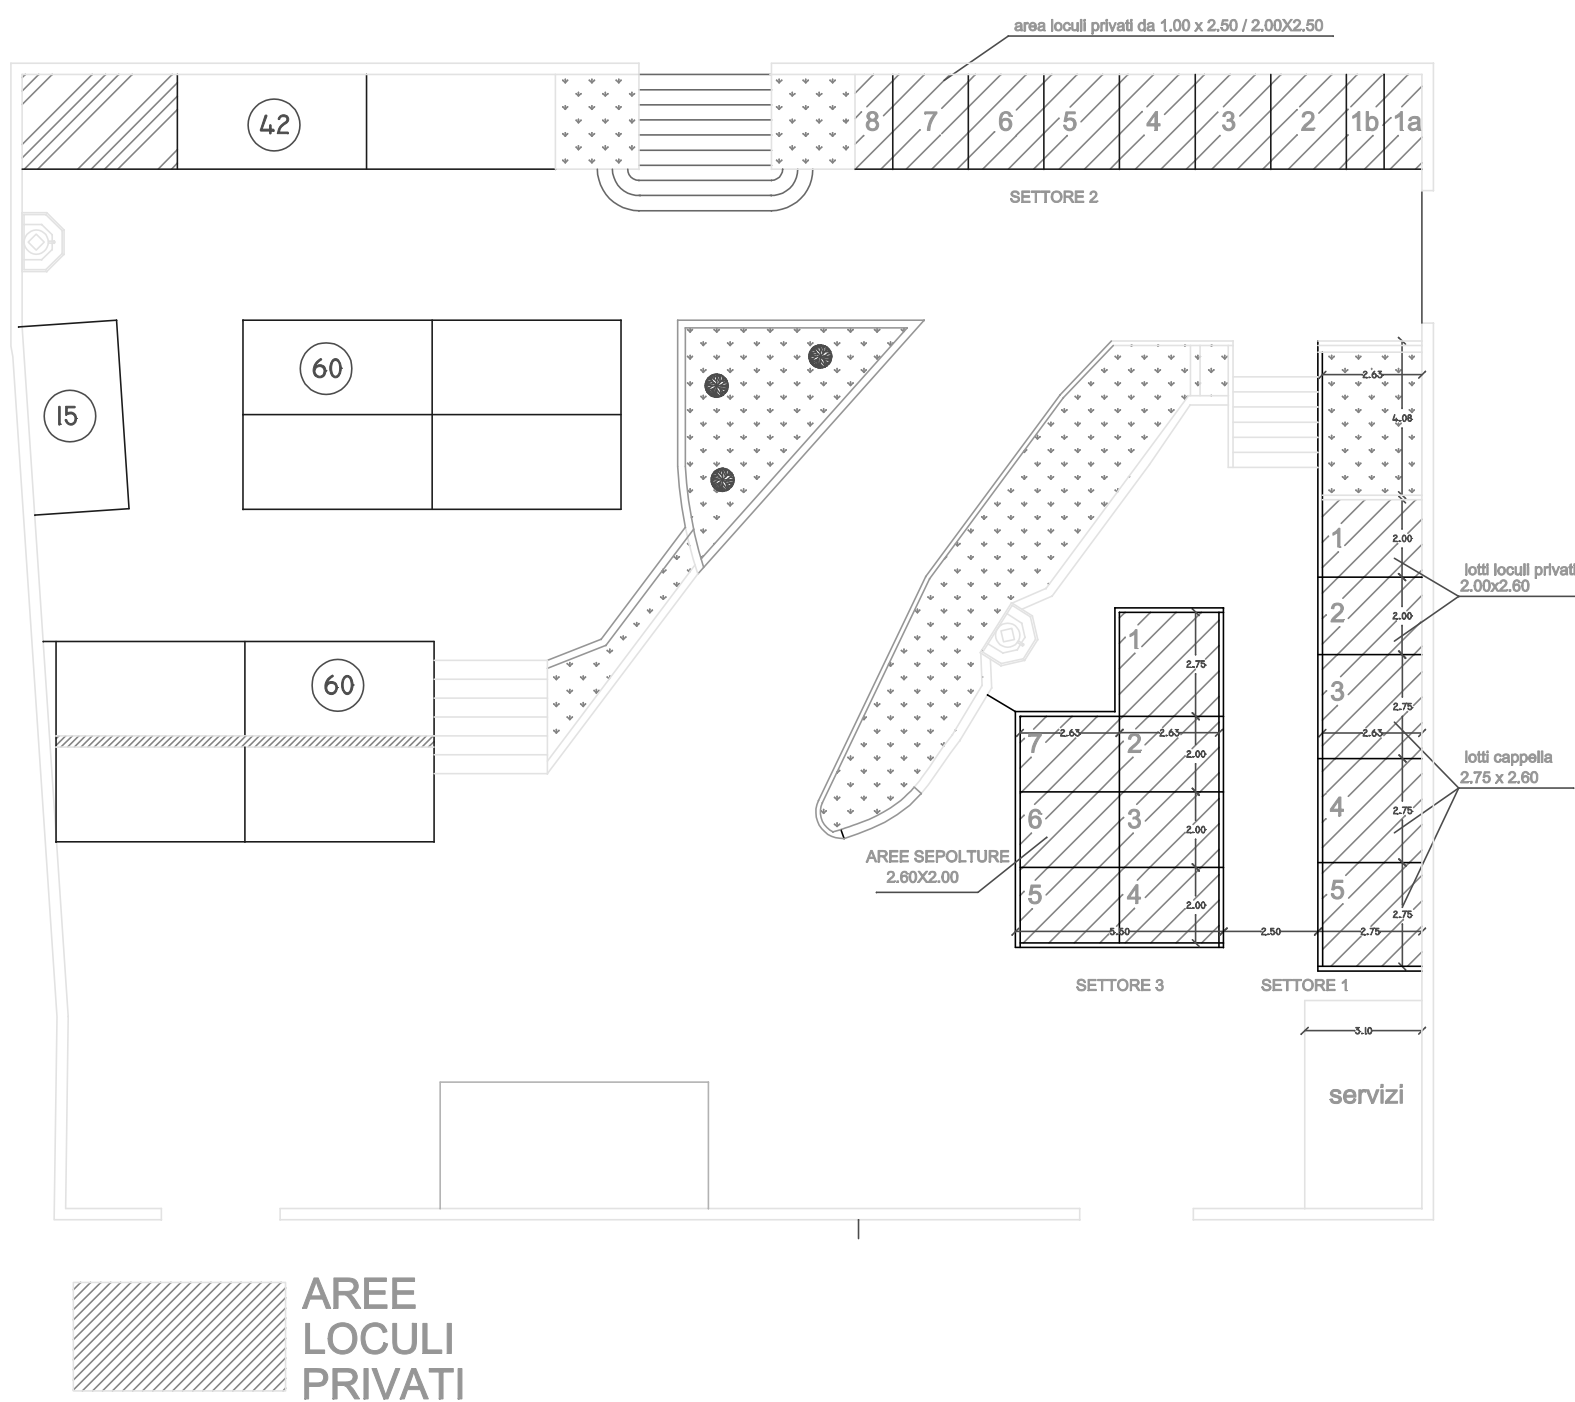 area loculi privati da 1.00 x 2.50 / 2.00X2.50
42
8 7 6 5 4 3 2 1b 1a
SETTORE 2
60
15
2.63
4.08
1
2.00
lotti loculi privati
2.00x2.60
2
2.00
1
2.75
3
2.75
60
2.63 2.63
2.63
7 2
2.00
lotti cappella
2.75 x 2.60
4
2.75
6 3
2.00
AREE SEPOLTURE
2.60X2.00
5 4
2.00
5
2.75
5.50 2.50 2.75
SETTORE 3
SETTORE 1
3.10
servizi
AREE
LOCULI
PRIVATI